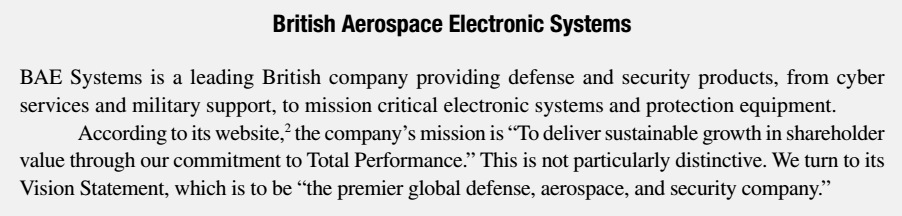 British Aerospace Electronic Systems
BAE Systems is a leading British company providing defense and security products, from cyber
services and military support, to mission critical electronic systems and protection equipment.
According to its website,² the company’s mission is “To deliver sustainable growth in shareholder
value through our commitment to Total Performance.” This is not particularly distinctive. We turn to its
Vision Statement, which is to be “the premier global defense, aerospace, and security company.”